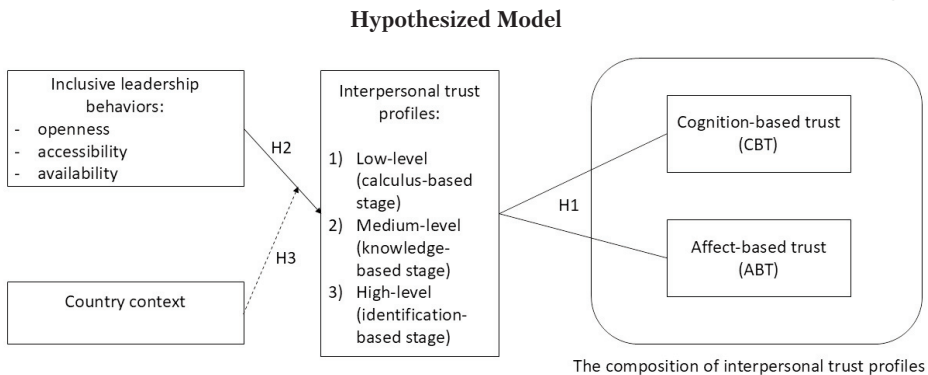 Hypothesized Model
Inclusive leadership
behaviors:
- openness
- accessibility
- availability
H2
H3
Country context
Interpersonal trust
profiles:
1) Low-level
(calculus-based
stage)
2) Medium-level
(knowledge-
based stage)
3) High-level
(identification-
based stage)
H1
Cognition-based trust
(CBT)
Affect-based trust
(ABT)
The composition of interpersonal trust profiles